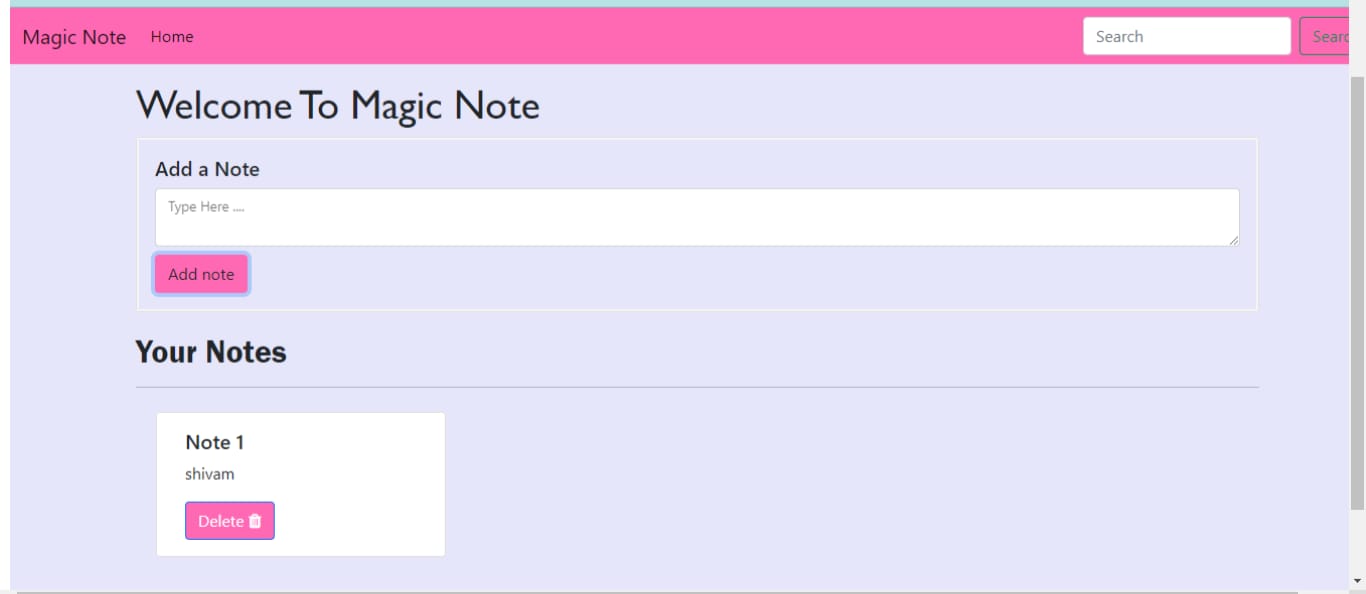 Magic Note Home Search Searc
Welcome To Magic Note
Add a Note
Type Here ....
Add note
Your Notes
Note 1
shivam
Delete